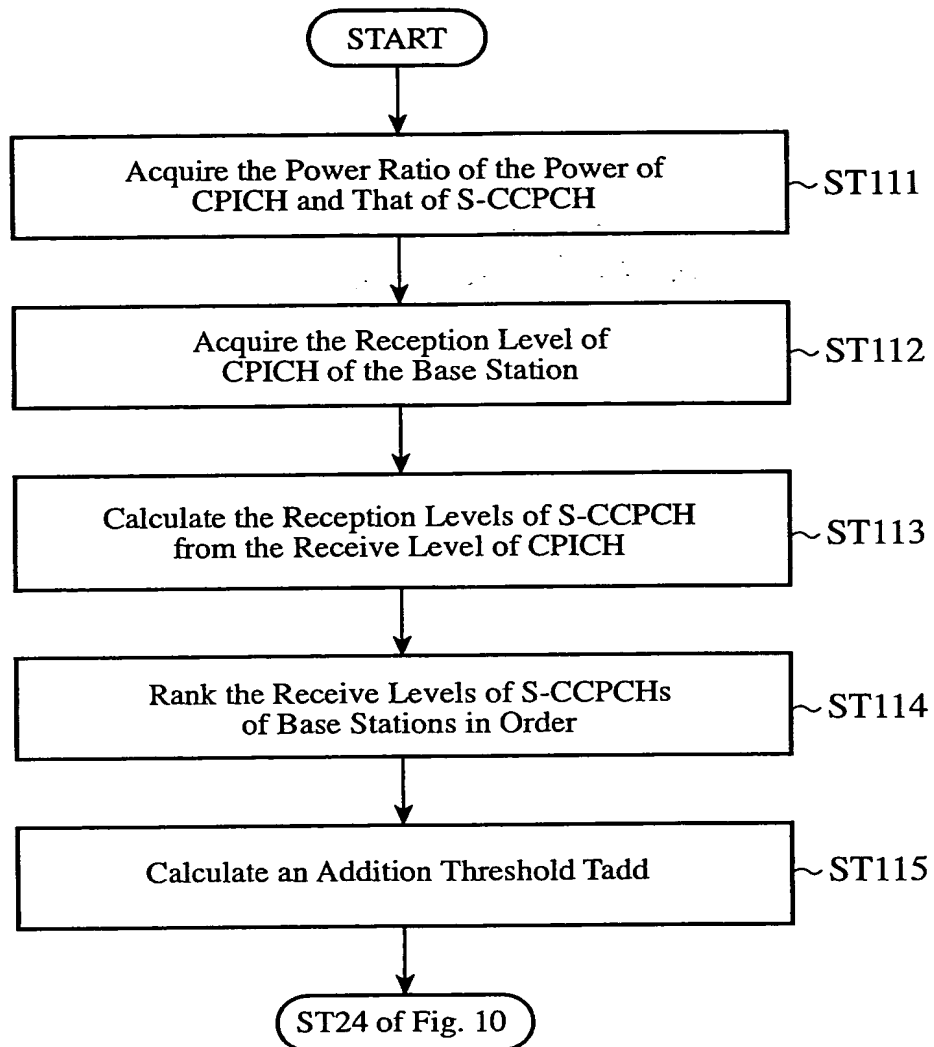 START
Acquire the Power Ratio of the Power of
CPICH and That of S-CCPCH
ST111
Acquire the Reception Level of
CPICH of the Base Station
ST112
Calculate the Reception Levels of S-CCPCH
from the Receive Level of CPICH
ST113
Rank the Receive Levels of S-CCPCHs
of Base Stations in Order
ST114
Calculate an Addition Threshold Tadd
ST115
ST24 of Fig. 10